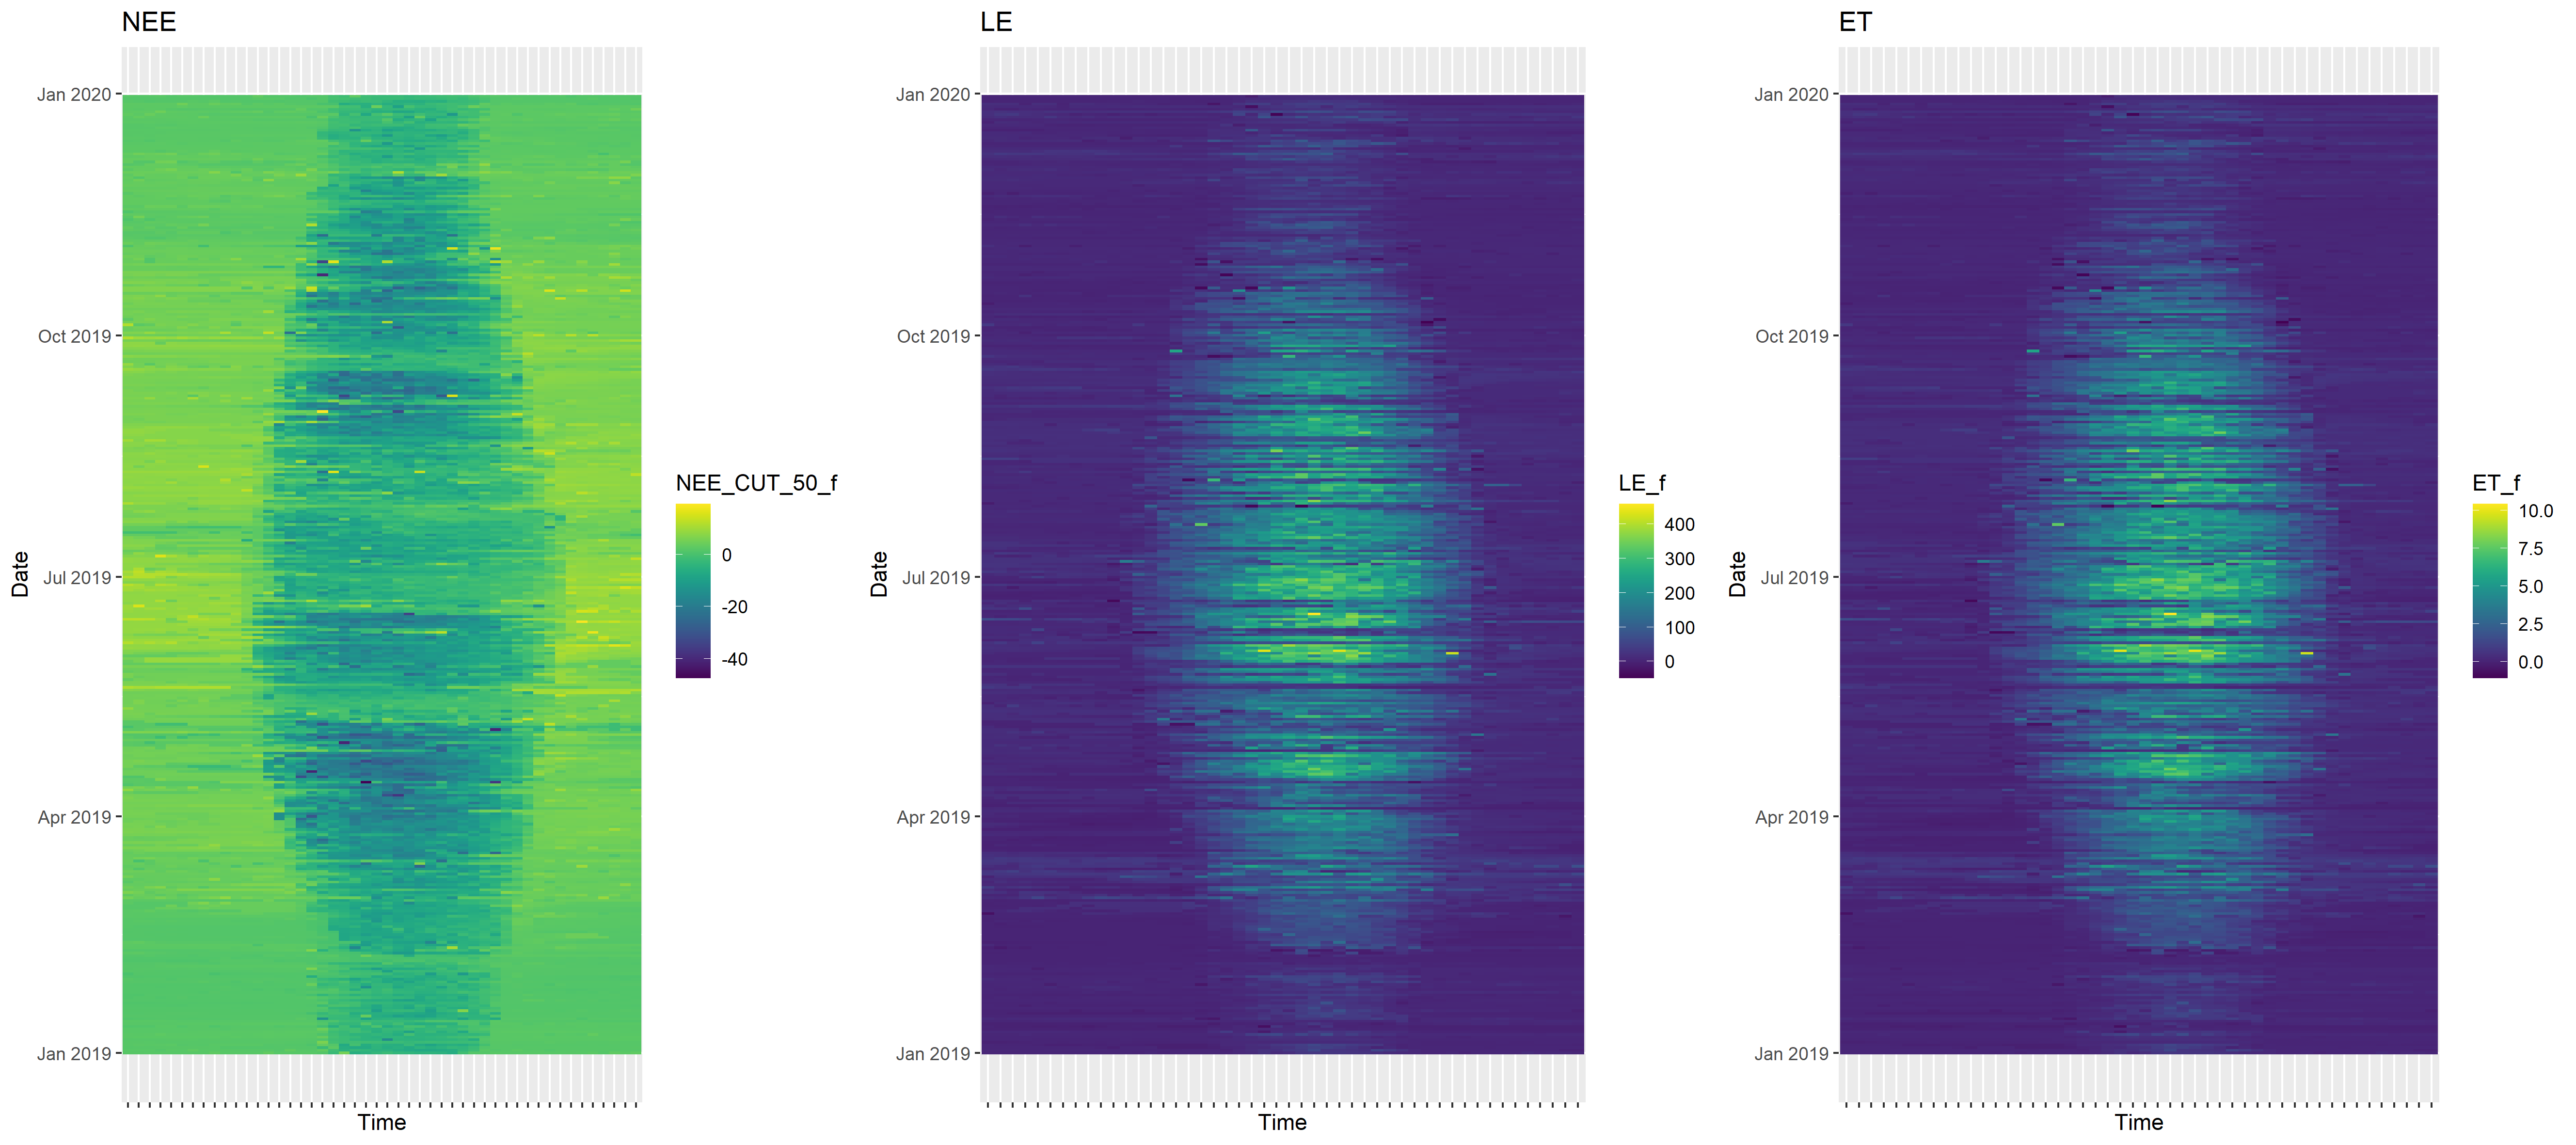 NEE
Jan 2020
Oct 2019
Jul 2019
Apr 2019
Jan 2019
Date
Time
NEE_CUT_50_f
0
-20
-40
LE
Jan 2020
Oct 2019
Jul 2019
Apr 2019
Jan 2019
Date
Time
LE_f
400
300
200
100
0
ET
Jan 2020
Oct 2019
Jul 2019
Apr 2019
Jan 2019
Date
Time
ET_f
10.0
7.5
5.0
2.5
0.0